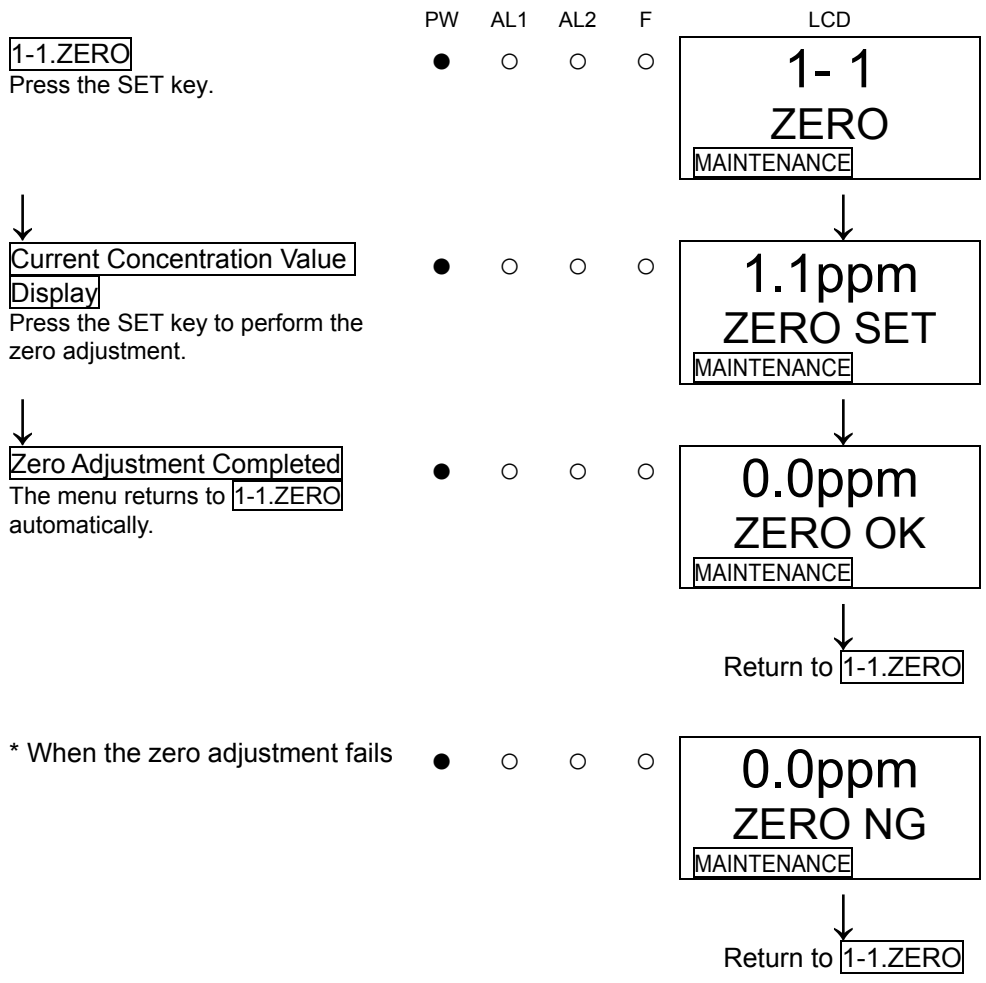 PW AL1 AL2 F LCD
1-1.ZERO
Press the SET key.
● ○ ○ ○
1- 1
ZERO
MAINTENANCE
↓ ↓
Current Concentration Value
Display
Press the SET key to perform the
zero adjustment.
● ○ ○ ○
1.1ppm
ZERO SET
MAINTENANCE
↓ ↓
Zero Adjustment Completed
The menu returns to 1-1.ZERO
automatically.
● ○ ○ ○
0.0ppm
ZERO OK
MAINTENANCE
↓
Return to 1-1.ZERO
* When the zero adjustment fails
● ○ ○ ○
0.0ppm
ZERO NG
MAINTENANCE
↓
Return to 1-1.ZERO